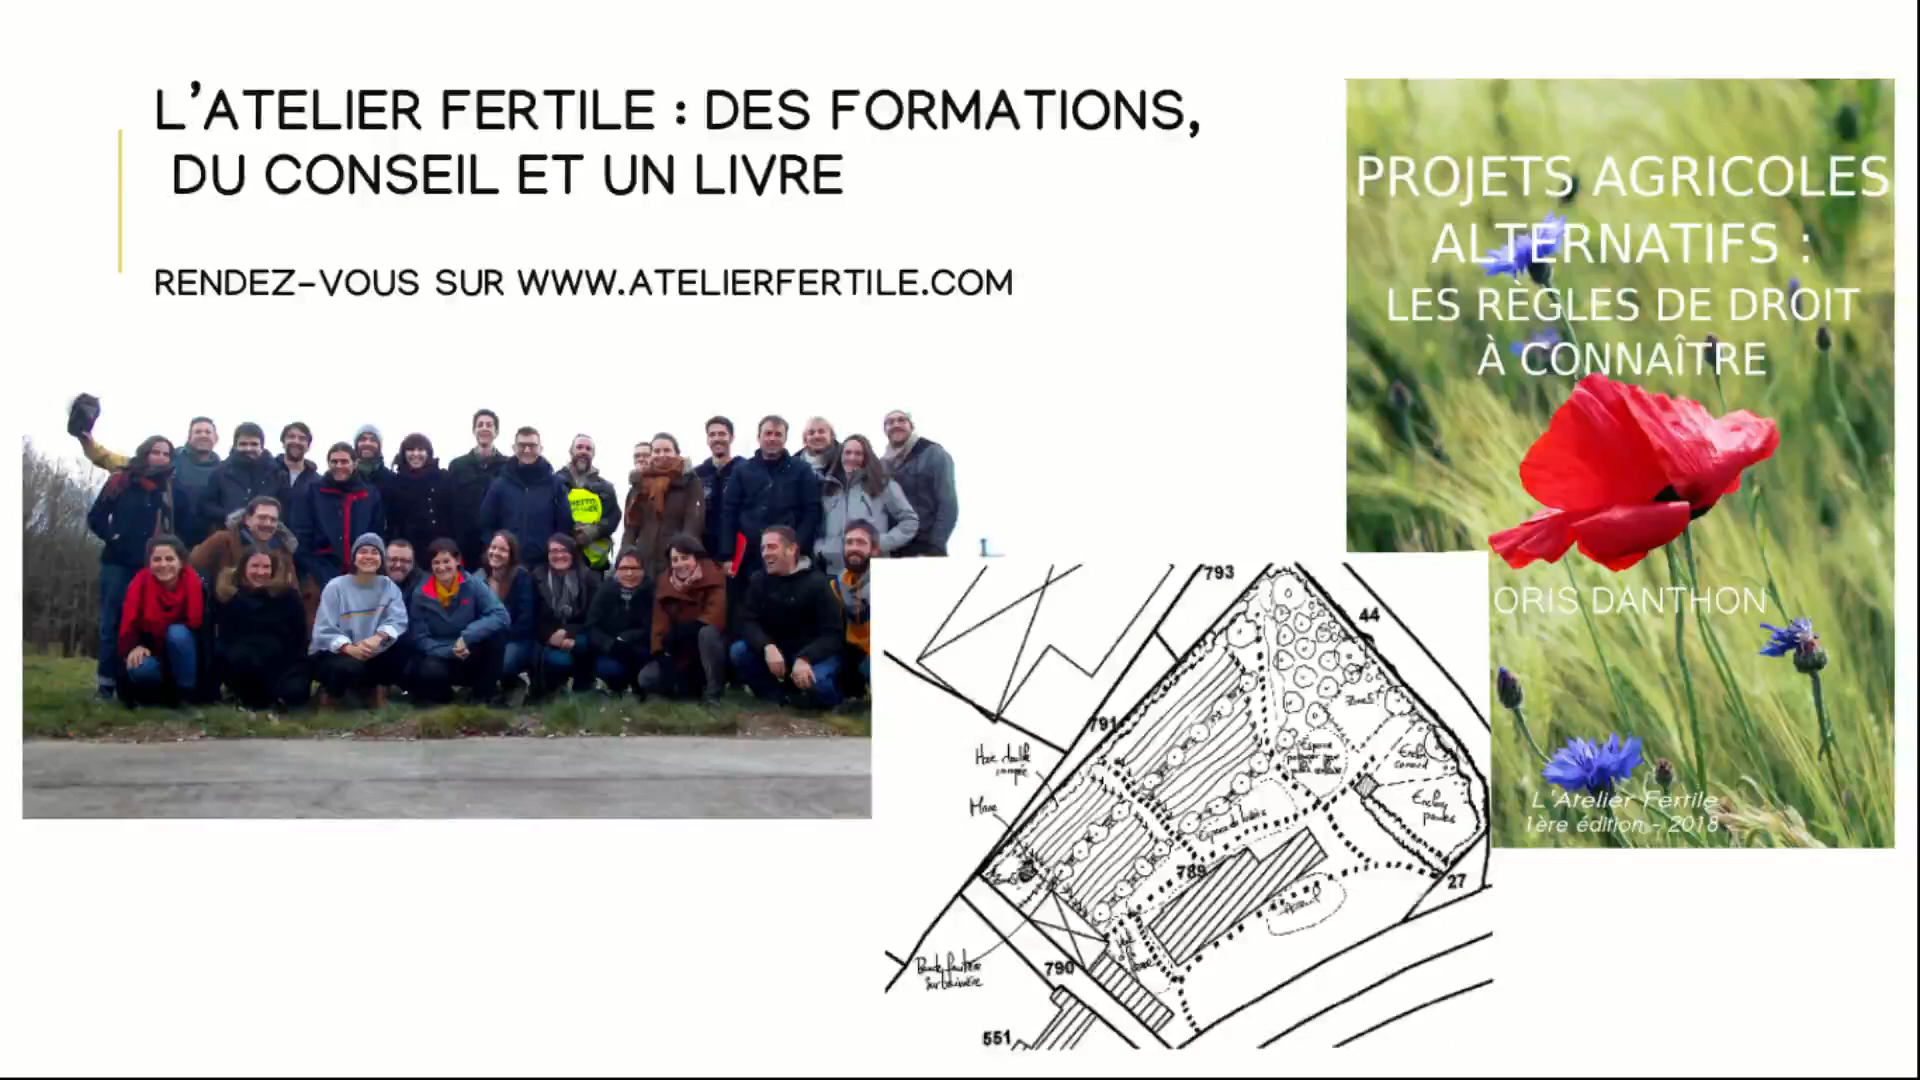 L'ATELIER FERTILE : DES FORMATIONS,
DU CONSEIL ET UN LIVRE
RENDEZ-VOUS SUR WWW.ATELIERFERTILE.COM
PROJETS AGRICOLES
ALTERNATIFS :
LES RÈGLES DE DROIT
À CONNAÎTRE
ORIS DANTHON
L'Atelier Fertile
1ère édition - 2018
793
44
791
Mare
789
27
790
551